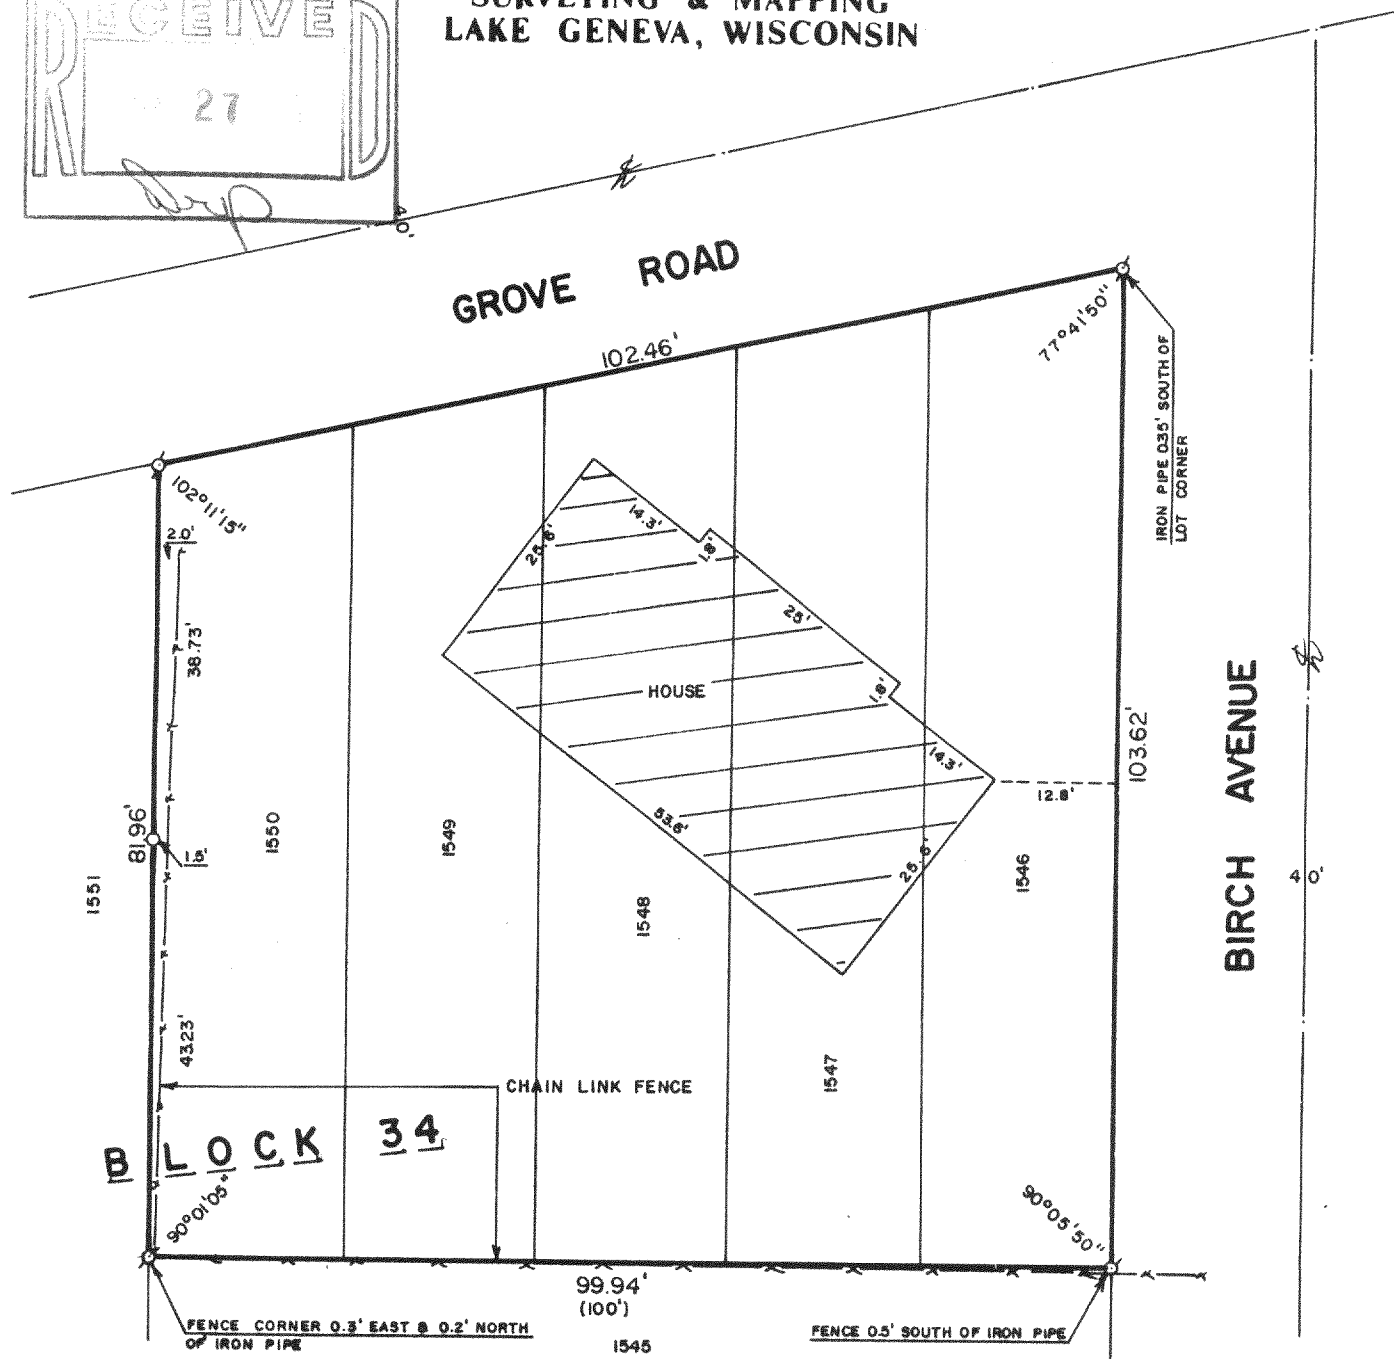 RECEIVED
27
SURVEYING & MAPPING
LAKE GENEVA, WISCONSIN
40'
GROVE ROAD
102.46'
77°41'50"
IRON PIPE 0.35' SOUTH OF
LOT CORNER
102°11'15"
2.0'
38.73'
81.96'
1.5'
43.23'
14.3'
1.8'
25.6'
25'
HOUSE
1.8'
14.3'
53.6'
25.6'
12.8'
103.62'
BIRCH AVENUE
40'
1551
1550
1549
1548
1547
1546
CHAIN LINK FENCE
BLOCK 34
90°01'05"
90°05'50"
99.94'
(100')
FENCE CORNER 0.3' EAST & 0.2' NORTH
OF IRON PIPE
FENCE 0.5' SOUTH OF IRON PIPE
1545